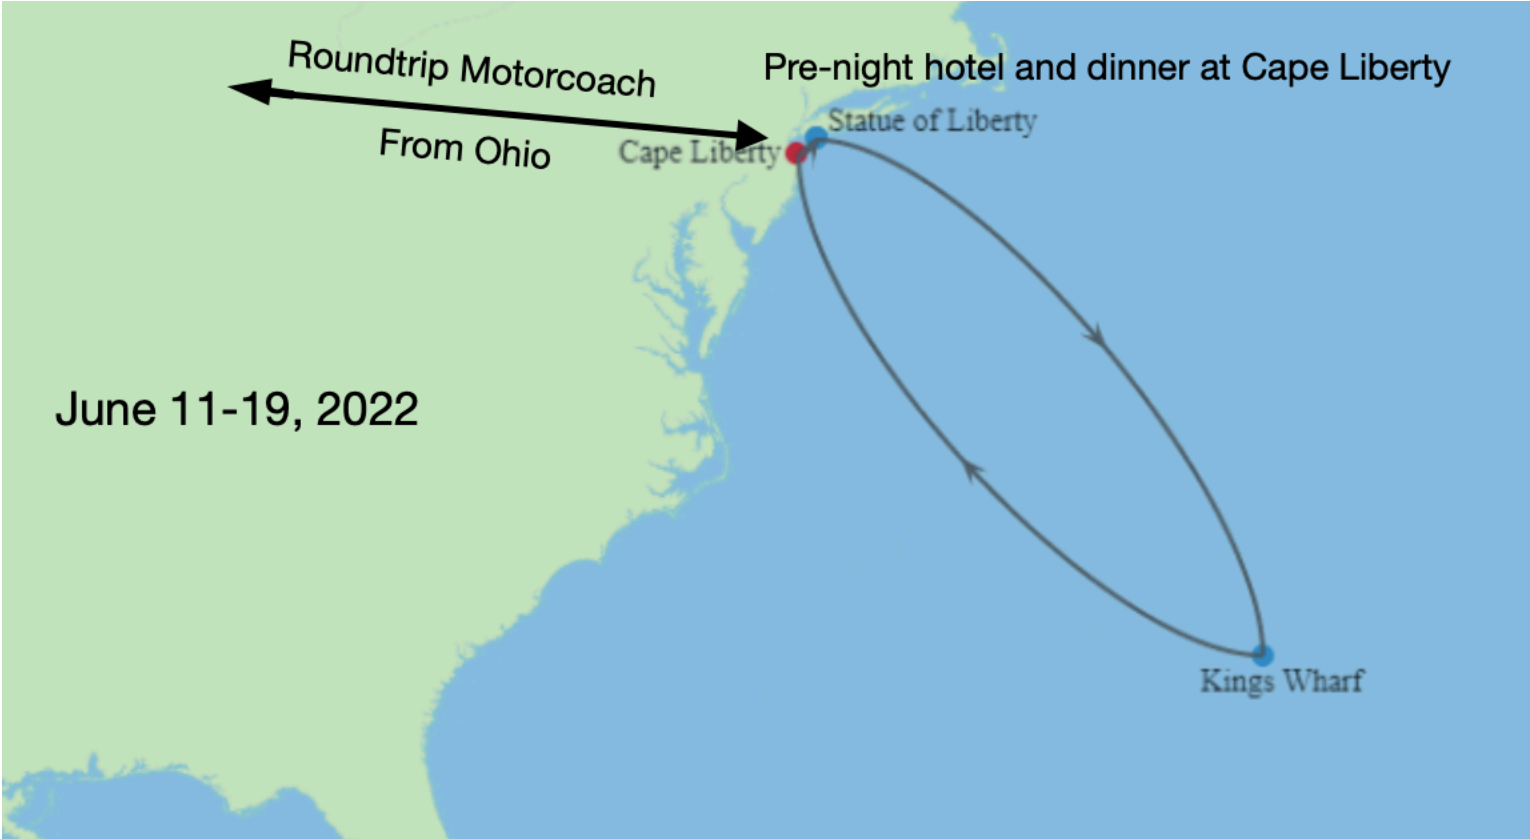 Roundtrip Motorcoach
From Ohio
Pre-night hotel and dinner at Cape Liberty
Statue of Liberty
Cape Liberty
June 11-19, 2022
Kings Wharf